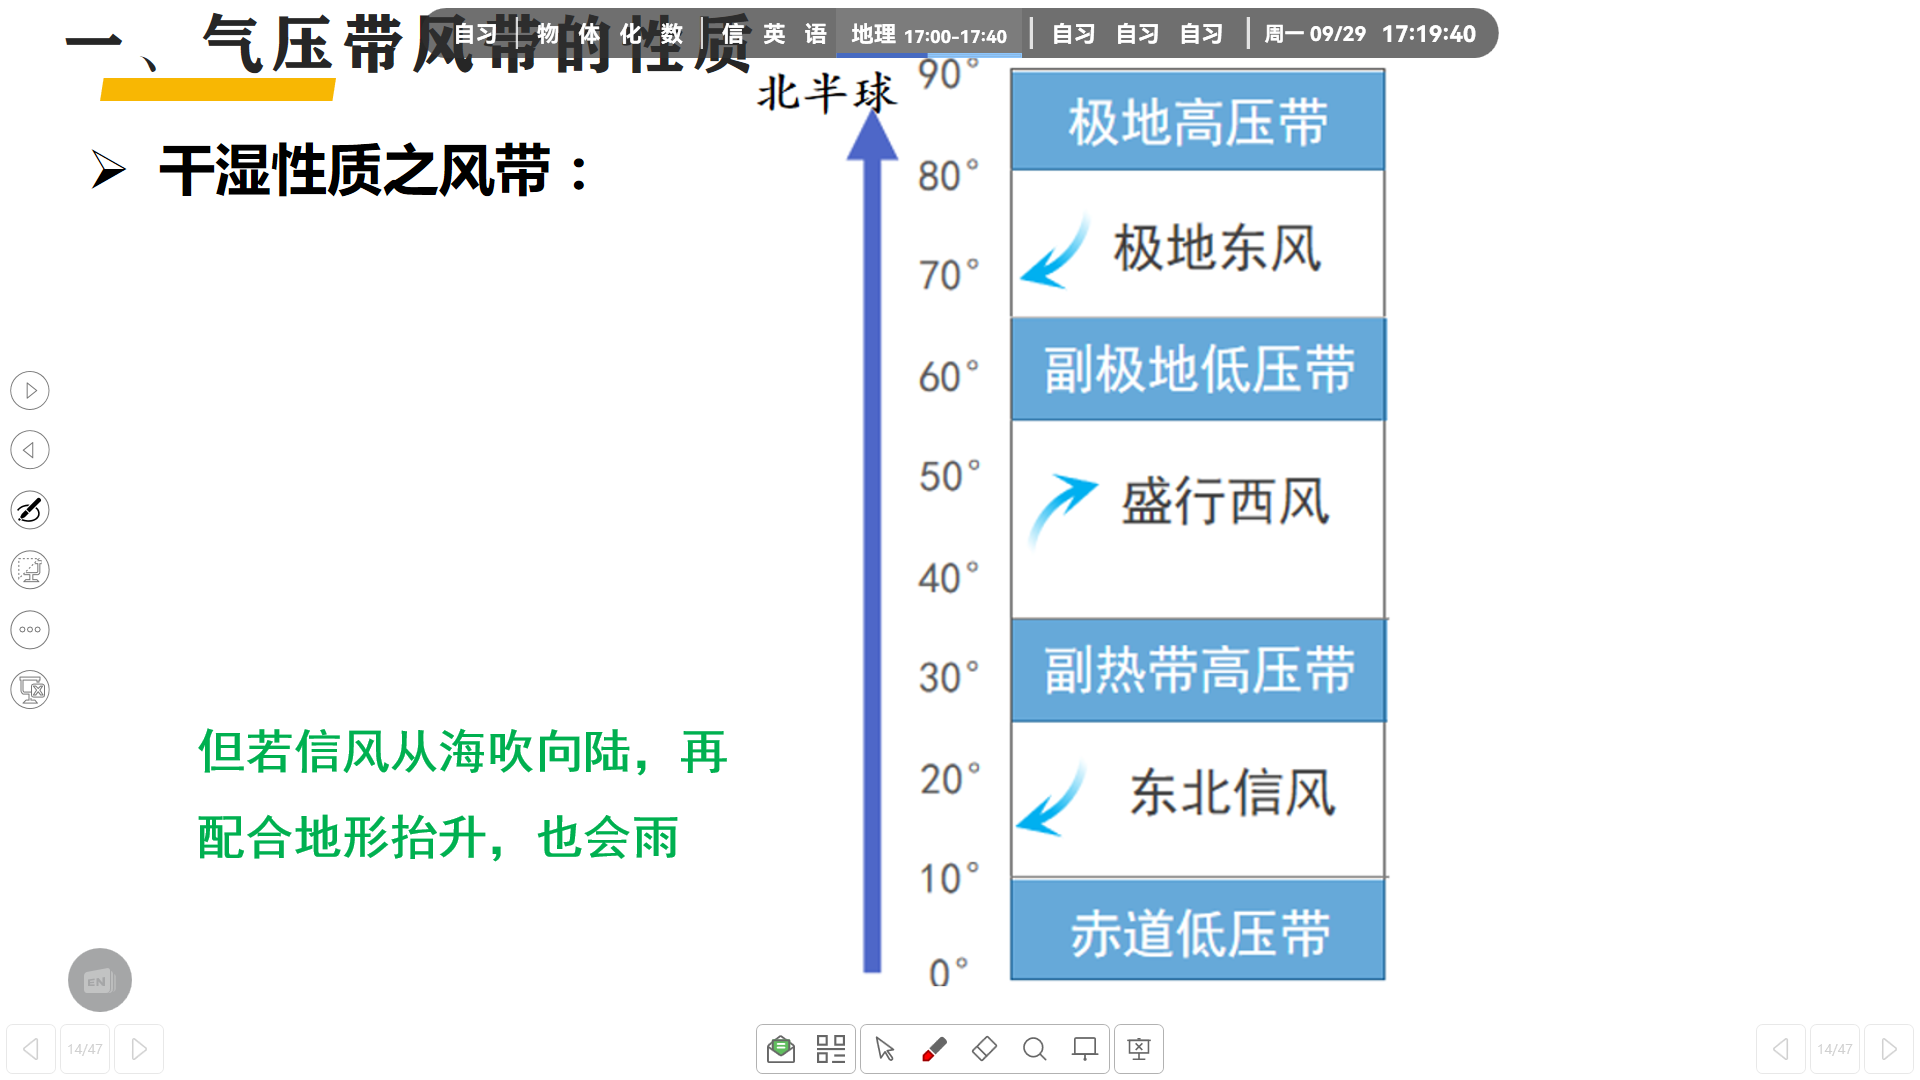 一、气压带风带的性质
自习 物 体 化 数 信 英 语 地理 17:00-17:40 自习 自习 自习 周一 09/29 17:19:40
干湿性质之风带：
北半球
90°
极地高压带
80°
极地东风
70°
副极地低压带
60°
50°
盛行西风
40°
副热带高压带
30°
但若信风从海吹向陆，再
配合地形抬升，也会雨
20°
东北信风
10°
赤道低压带
0°
EN
14/47
14/47